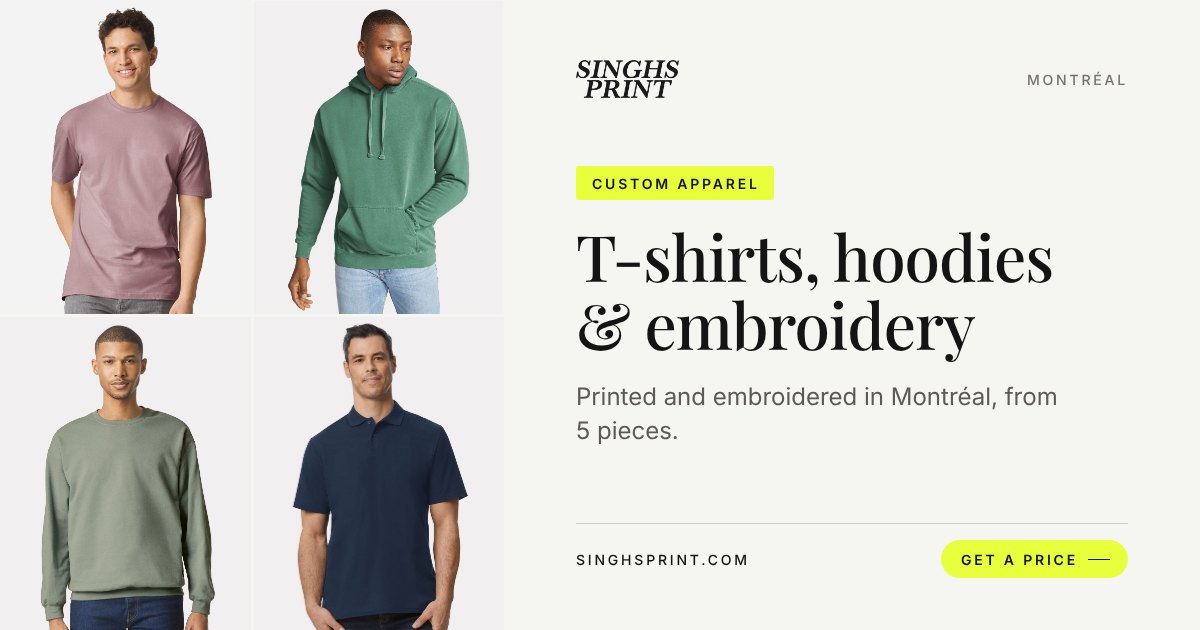 SINGHS
PRINT
MONTRÉAL
CUSTOM APPAREL
T-shirts, hoodies
& embroidery
Printed and embroidered in Montréal, from
5 pieces.
SINGHSPRINT.COM
GET A PRICE